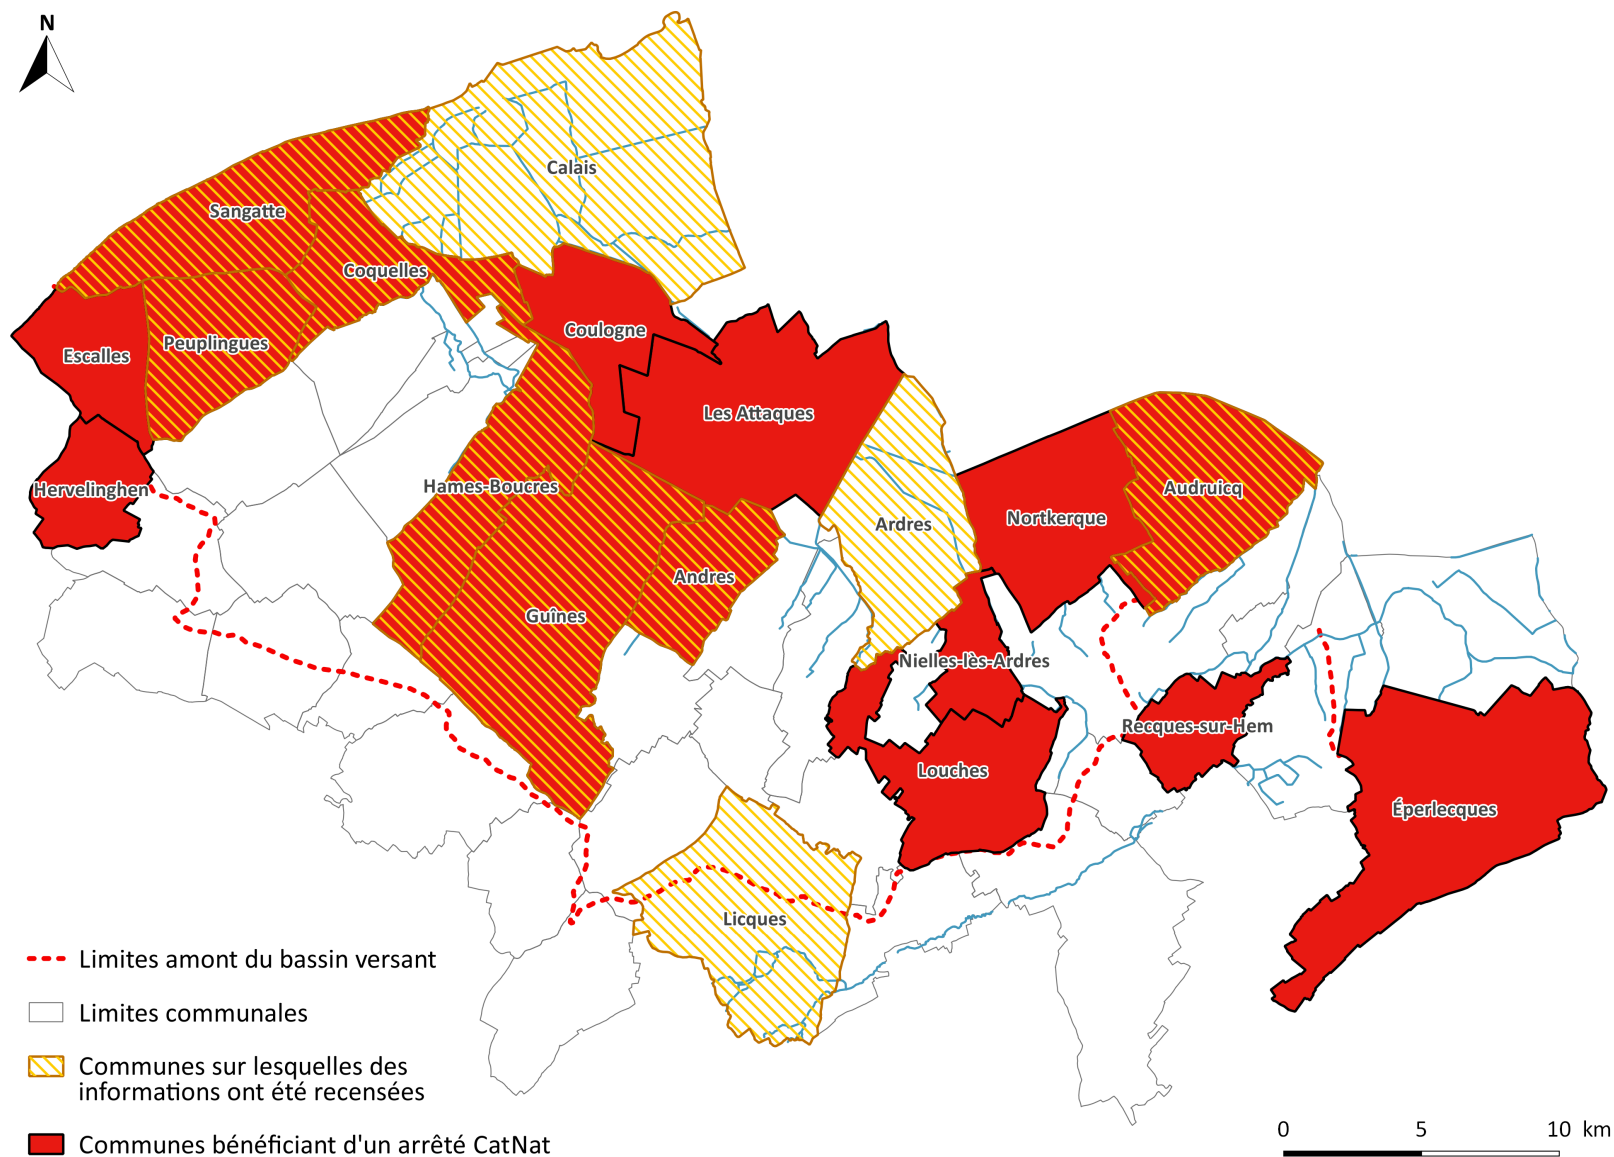 N
Calais
Sangatte
Coquelles
Coulogne
Peuplingues
Escalles
Les Attaques
Hames-Boucres
Hervelinghen
Audruicq
Nortkerque
Ardres
Andres
Guînes
Nielles-lès-Ardres
Recques-sur-Hem
Louches
Éperlecques
Licques
Limites amont du bassin versant
Limites communales
Communes sur lesquelles des
informations ont été recensées
Communes bénéficiant d'un arrêté CatNat
0 5 10 km